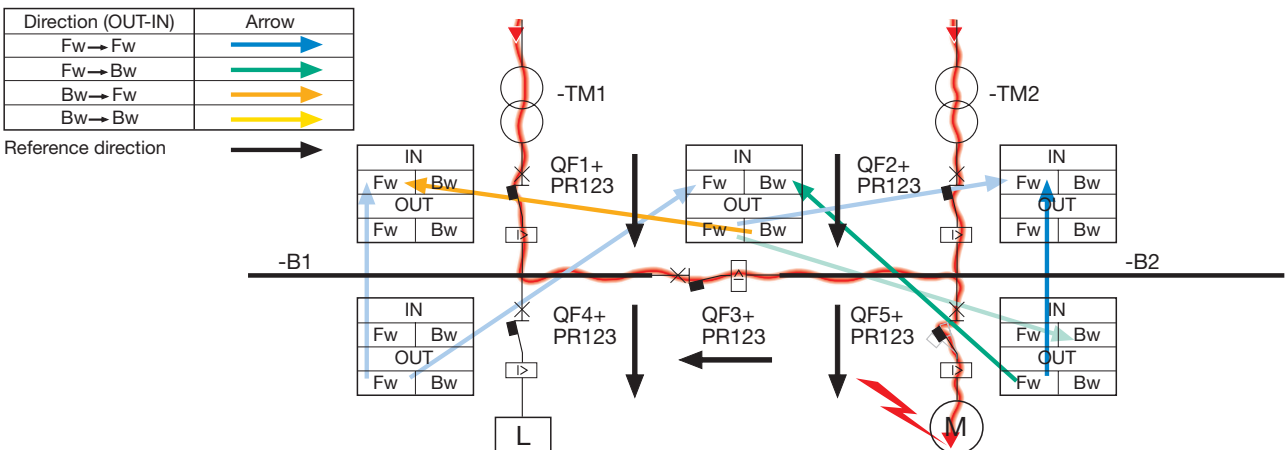 Direction (OUT-IN) Arrow
Fw→Fw
Fw→Bw
Bw→Fw
Bw→Bw
Reference direction
-TM1
-TM2
IN
Fw Bw
OUT
Fw Bw
QF1+
PR123
IN
Fw Bw
OUT
Fw Bw
QF2+
PR123
IN
Fw Bw
OUT
Fw Bw
I>
I>
-B1
-B2
I>
IN
Fw Bw
OUT
Fw Bw
QF4+
PR123
QF3+
PR123
QF5+
PR123
IN
Fw Bw
OUT
Fw Bw
I>
I>
L
M